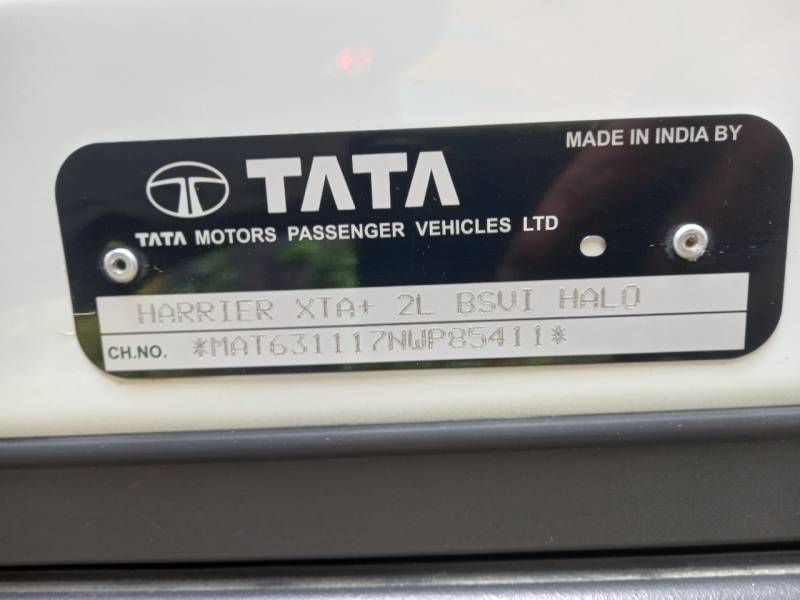 MADE IN INDIA BY
TATA
TATA MOTORS PASSENGER VEHICLES LTD
HARRIER XTA+ 2L BSVI HALO
CH.NO. *MAT631117NWP85411*